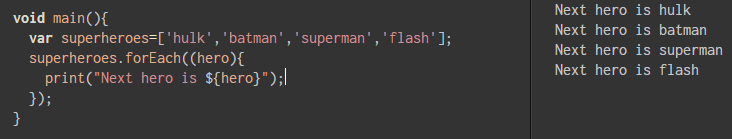 void main(){
  var superheroes=['hulk','batman','superman','flash'];
  superheroes.forEach((hero){
    print("Next hero is ${hero}");
  });
}
Next hero is hulk
Next hero is batman
Next hero is superman
Next hero is flash